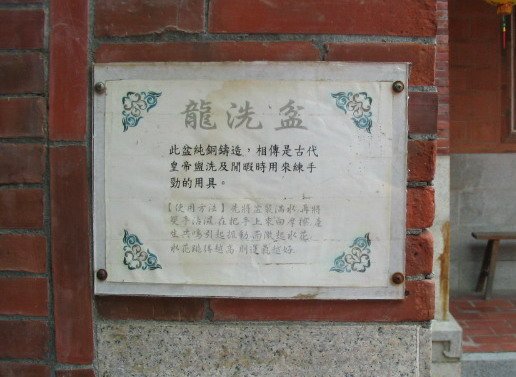 龍洗盆
此盆純銅鑄造，相傳是古代
皇帝盥洗及閒暇時用來練手
勁的用具。
【使用方法】先將盆裝滿水，再將
雙手沾濕，在把手上來回摩擦，產
生共鳴引起振動，而激起水花，
水花跳得越高，則運氣越好。